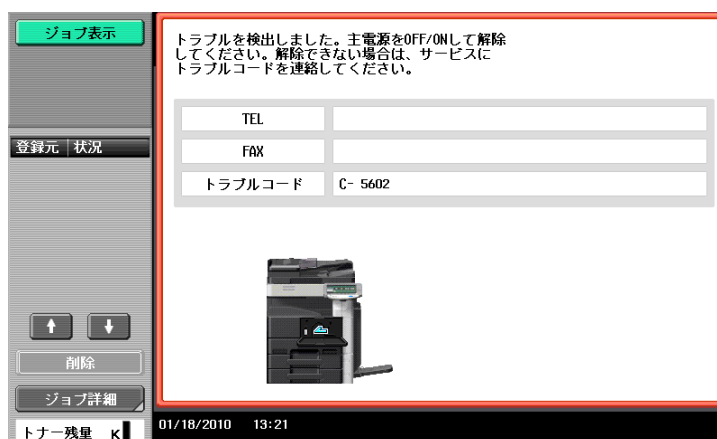 ジョブ表示
トラブルを検出しました。主電源をOFF/ONして解除
してください。解除できない場合は、サービスに
トラブルコードを連絡してください。
TEL
FAX
トラブルコード C- 5602
登録元 状況
削除
ジョブ詳細
トナー残量 K
01/18/2010 13:21